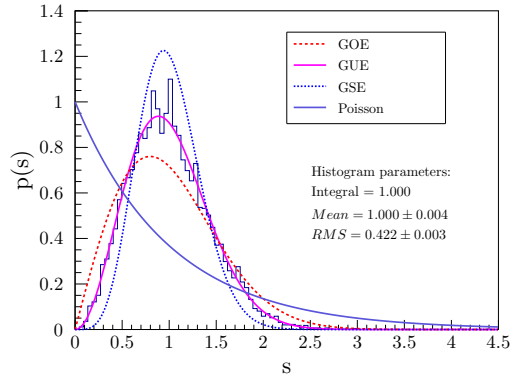 1.4
1.2
1
0.8
0.6
0.4
0.2
0
p(s)
GOE
GUE
GSE
Poisson
Histogram parameters:
Integral = 1.000
Mean = 1.000 ± 0.004
RMS = 0.422 ± 0.003
0 0.5 1 1.5 2 2.5 3 3.5 4 4.5
s